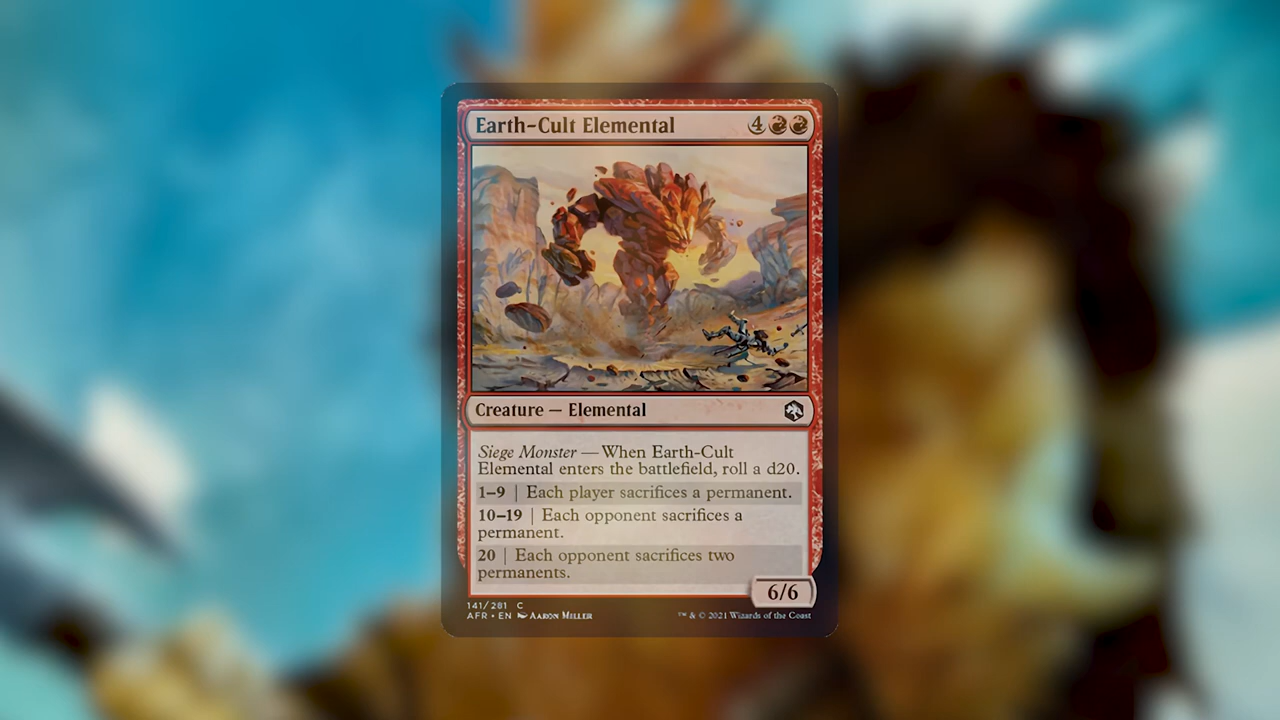 Earth-Cult Elemental 4
Creature — Elemental
Siege Monster — When Earth-Cult
Elemental enters the battlefield, roll a d20.
1–9 | Each player sacrifices a permanent.
10–19 | Each opponent sacrifices a
permanent.
20 | Each opponent sacrifices two
permanents.
6/6
141/281 C
AFR • EN AARON MILLER
™ & © 2021 Wizards of the Coast